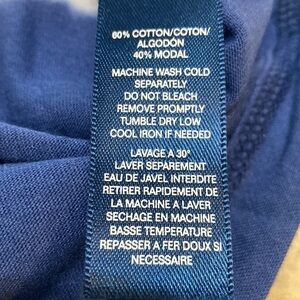 60% COTTON/COTON/
ALGODÓN
40% MODAL
MACHINE WASH COLD
SEPARATELY
DO NOT BLEACH
REMOVE PROMPTLY
TUMBLE DRY LOW
COOL IRON IF NEEDED
LAVAGE A 30°
LAVER SEPAREMENT
EAU DE JAVEL INTERDITE
RETIRER RAPIDEMENT DE
LA MACHINE A LAVER
SECHAGE EN MACHINE
BASSE TEMPERATURE
REPASSER A FER DOUX SI
NECESSAIRE